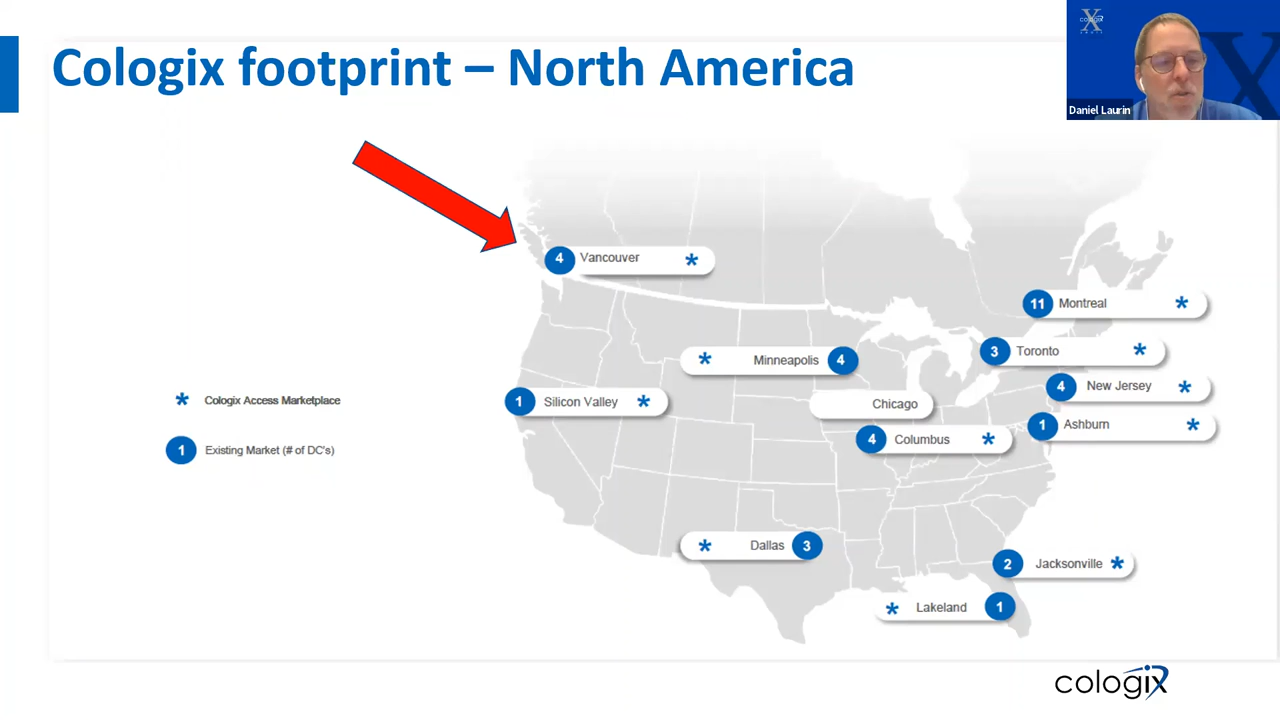 Cologix footprint – North America
X
cologix
Daniel Laurin
4 Vancouver *
11 Montreal *
3 Toronto *
* Minneapolis 4
4 New Jersey *
1 Silicon Valley *
Chicago
1 Ashburn *
4 Columbus *
* Cologix Access Marketplace
1 Existing Market (# of DC's)
* Dallas 3
2 Jacksonville *
* Lakeland 1
cologix